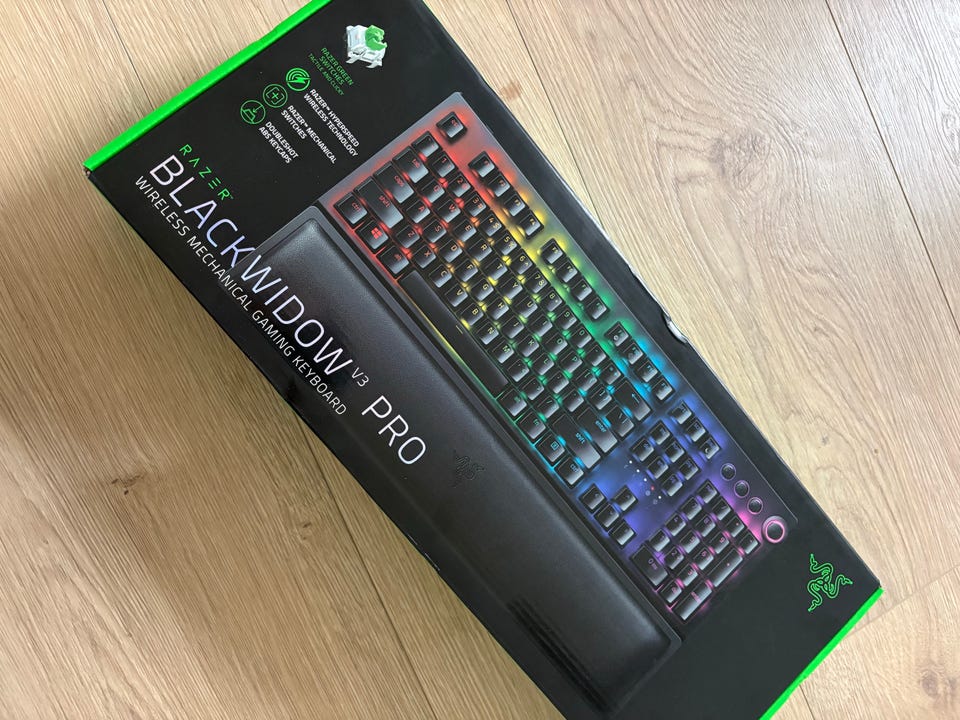 RAZER GREEN
SWITCHES
TACTILE AND CLICKY
RAZER™ HYPERSPEED
WIRELESS TECHNOLOGY
RAZER™ MECHANICAL
SWITCHES
DOUBLESHOT
ABS KEYCAPS
RAZER™
BLACKWIDOW V3 PRO
WIRELESS MECHANICAL GAMING KEYBOARD